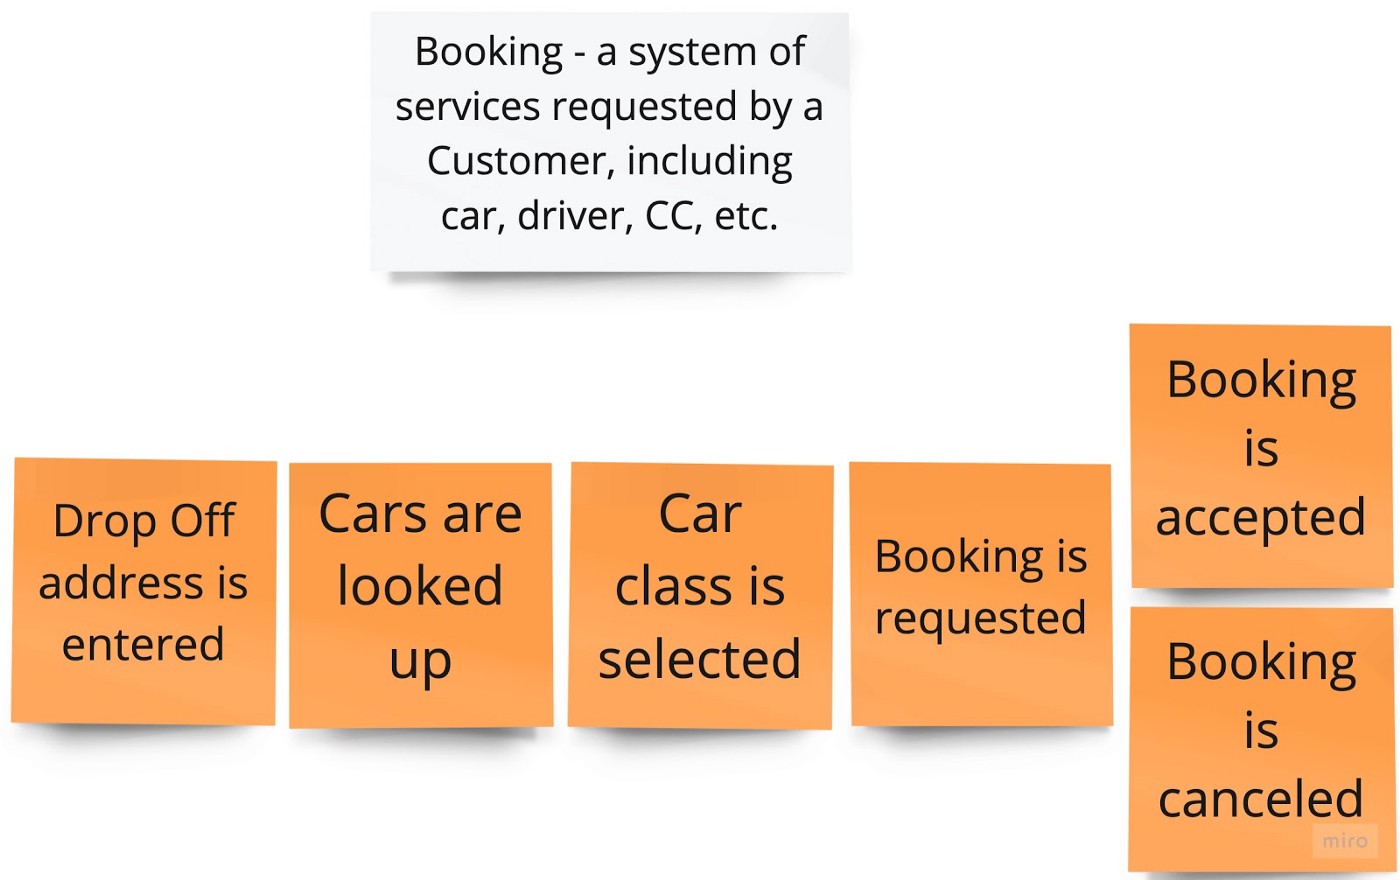 Booking - a system of
services requested by a
Customer, including
car, driver, CC, etc.
Drop Off
address is
entered
Cars are
looked
up
Car
class is
selected
Booking is
requested
Booking
is
accepted
Booking
is
canceled
miro